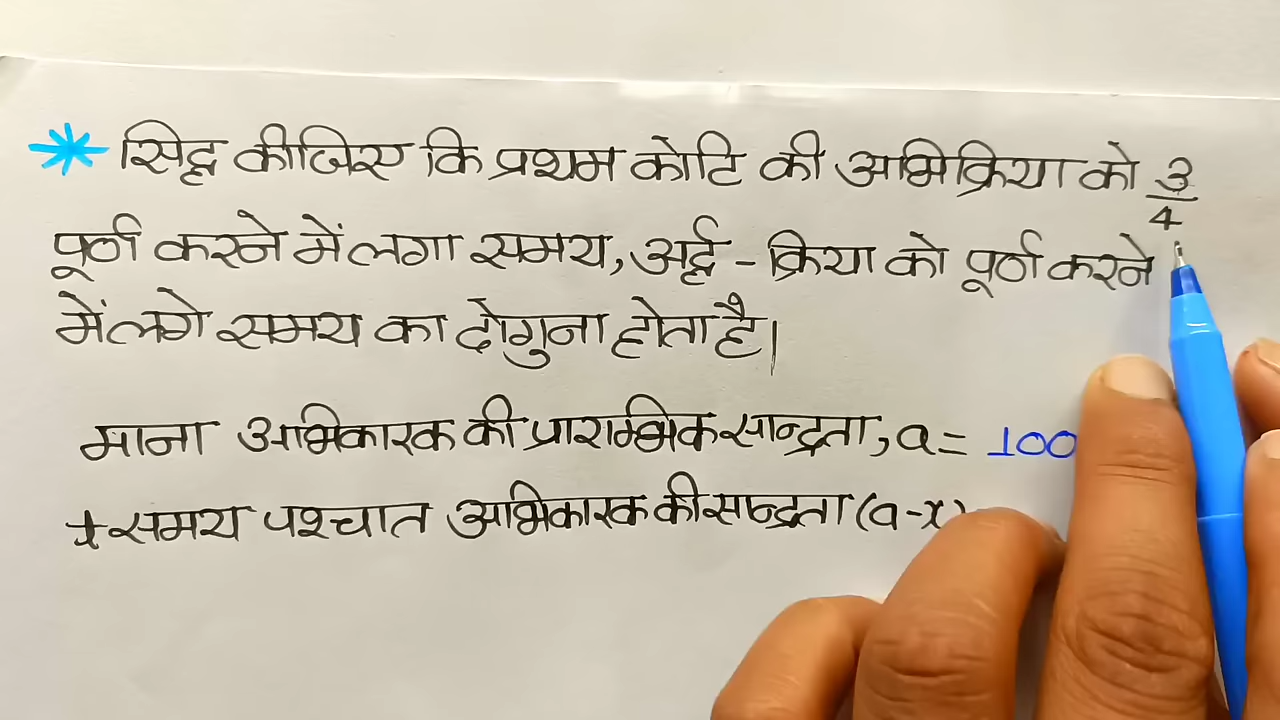 * सिद्ध कीजिए कि प्रथम कोटि की अभिक्रिया को 3/4
पूर्ण करने में लगा समय, अर्द्ध - क्रिया को पूर्ण करने
में लगे समय का दोगुना होता है।
माना अभिकारक की प्रारम्भिक सान्द्रता, a = 100
t समय पश्चात अभिकारक की सान्द्रता (a-x)